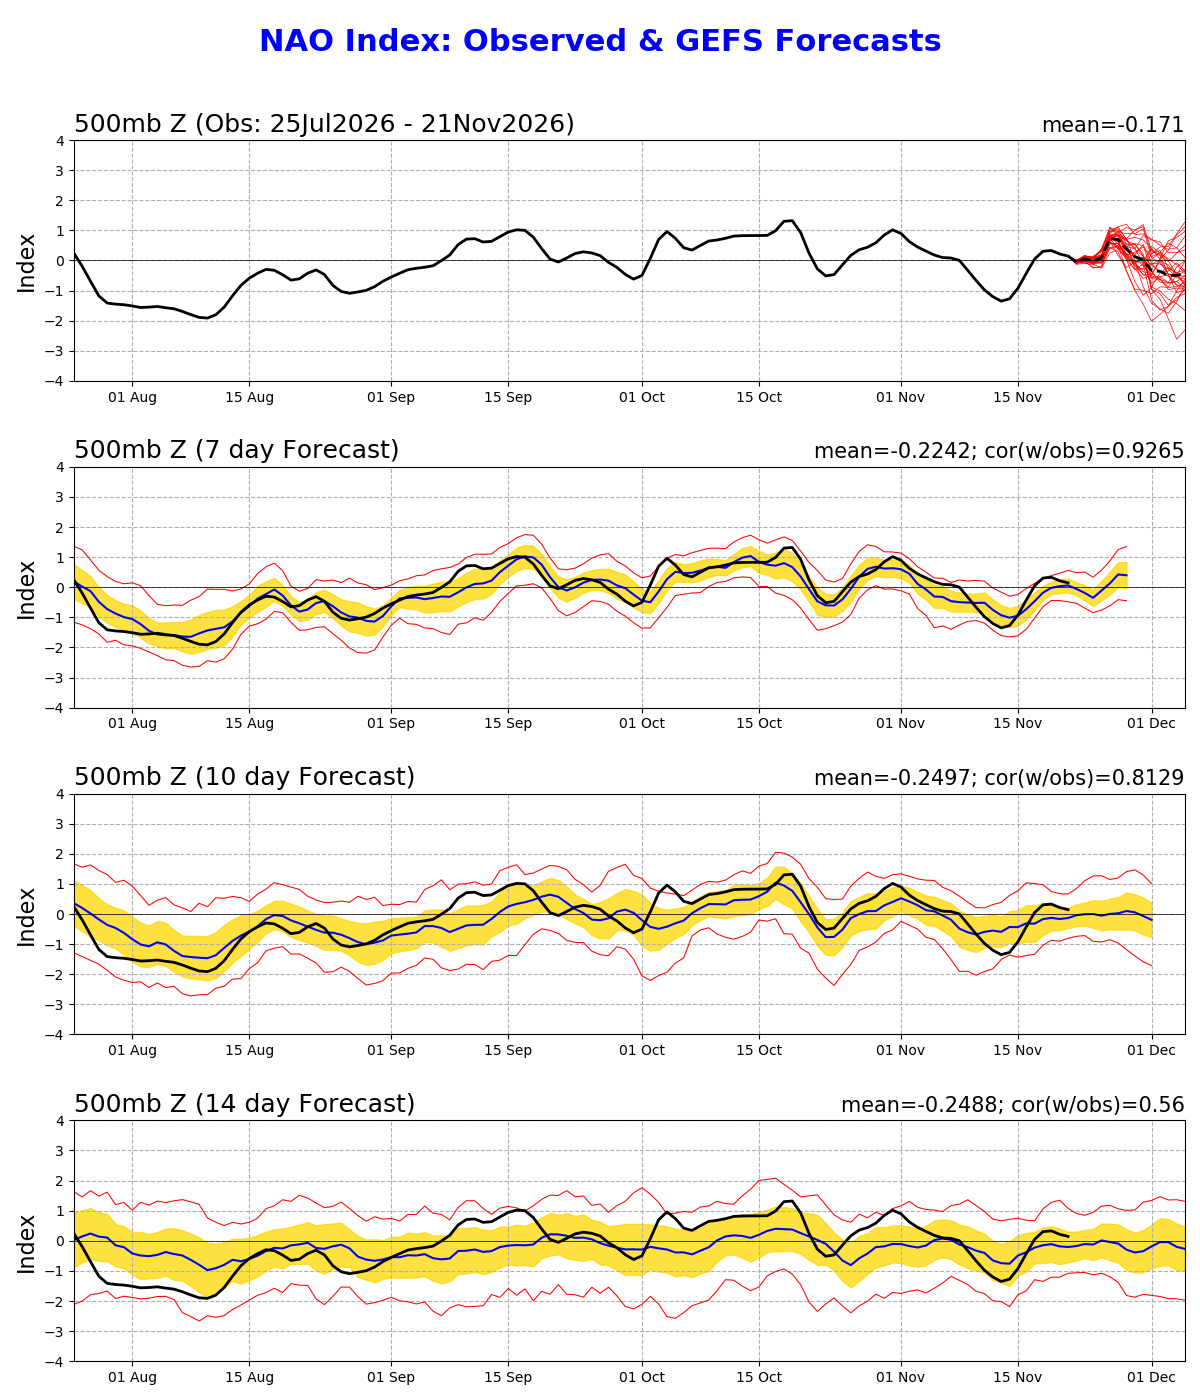 NAO Index: Observed & GEFS Forecasts
500mb Z (Obs: 25Jul2026 - 21Nov2026)
mean=-0.171
4
3
2
1
0
−1
−2
−3
−4
Index
01 Aug
15 Aug
01 Sep
15 Sep
01 Oct
15 Oct
01 Nov
15 Nov
01 Dec
500mb Z (7 day Forecast)
mean=-0.2242; cor(w/obs)=0.9265
4
3
2
1
0
−1
−2
−3
−4
Index
01 Aug
15 Aug
01 Sep
15 Sep
01 Oct
15 Oct
01 Nov
15 Nov
01 Dec
500mb Z (10 day Forecast)
mean=-0.2497; cor(w/obs)=0.8129
4
3
2
1
0
−1
−2
−3
−4
Index
01 Aug
15 Aug
01 Sep
15 Sep
01 Oct
15 Oct
01 Nov
15 Nov
01 Dec
500mb Z (14 day Forecast)
mean=-0.2488; cor(w/obs)=0.56
4
3
2
1
0
−1
−2
−3
−4
Index
01 Aug
15 Aug
01 Sep
15 Sep
01 Oct
15 Oct
01 Nov
15 Nov
01 Dec